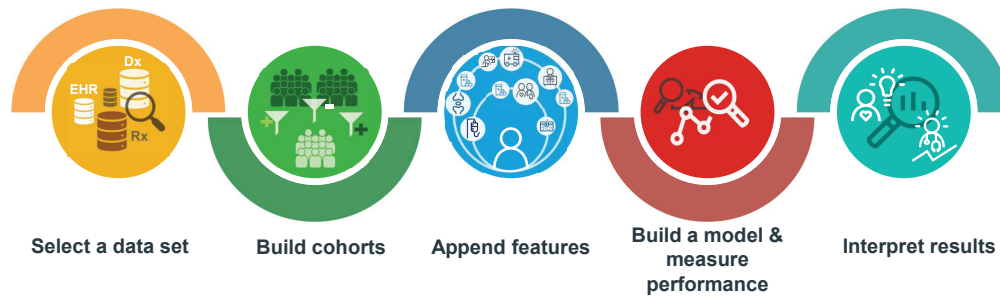 Dx
EHR
Rx
Select a data set
Build cohorts
Append features
Build a model &
measure
performance
Interpret results